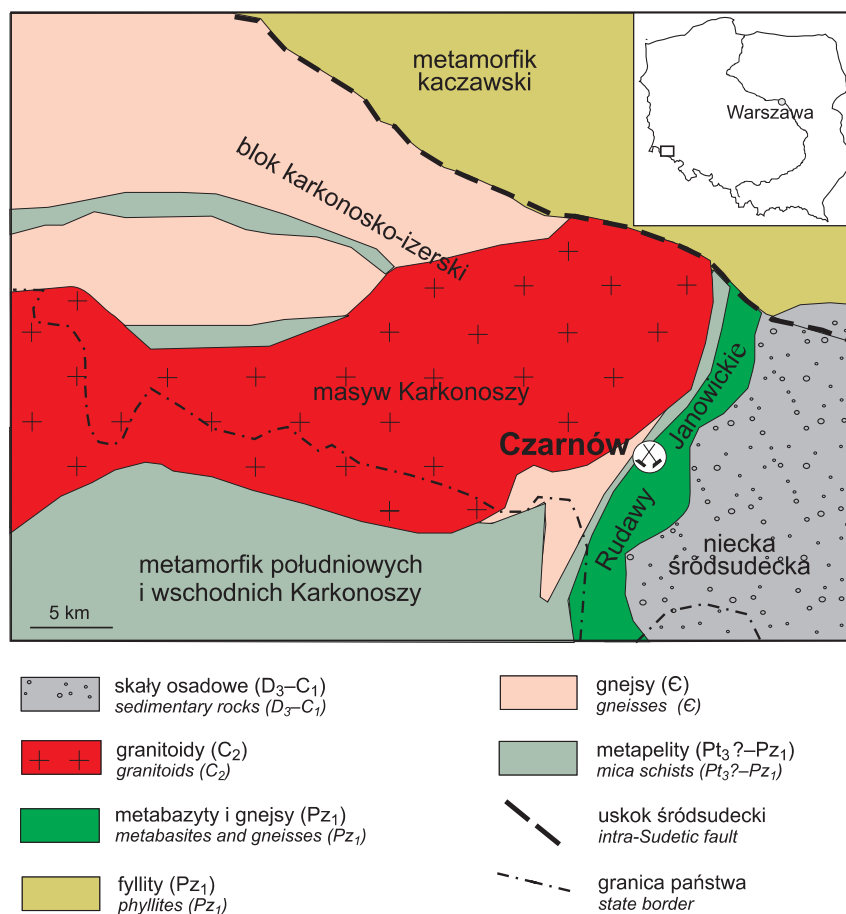 metamorfik
kaczawski
Warszawa
blok karkonosko-izerski
masyw Karkonoszy
Czarnów
Rudawy Janowickie
niecka
śródsudecka
metamorfik południowych
i wschodnich Karkonoszy
5 km
skały osadowe (D₃–C₁)
sedimentary rocks (D₃–C₁)
granitoidy (C₂)
granitoids (C₂)
metabazyty i gnejsy (Pz₁)
metabasites and gneisses (Pz₁)
fyllity (Pz₁)
phyllites (Pz₁)
gnejsy (Є)
gneisses (Є)
metapelity (Pt₃?–Pz₁)
mica schists (Pt₃?–Pz₁)
uskok śródsudecki
intra-Sudetic fault
granica państwa
state border